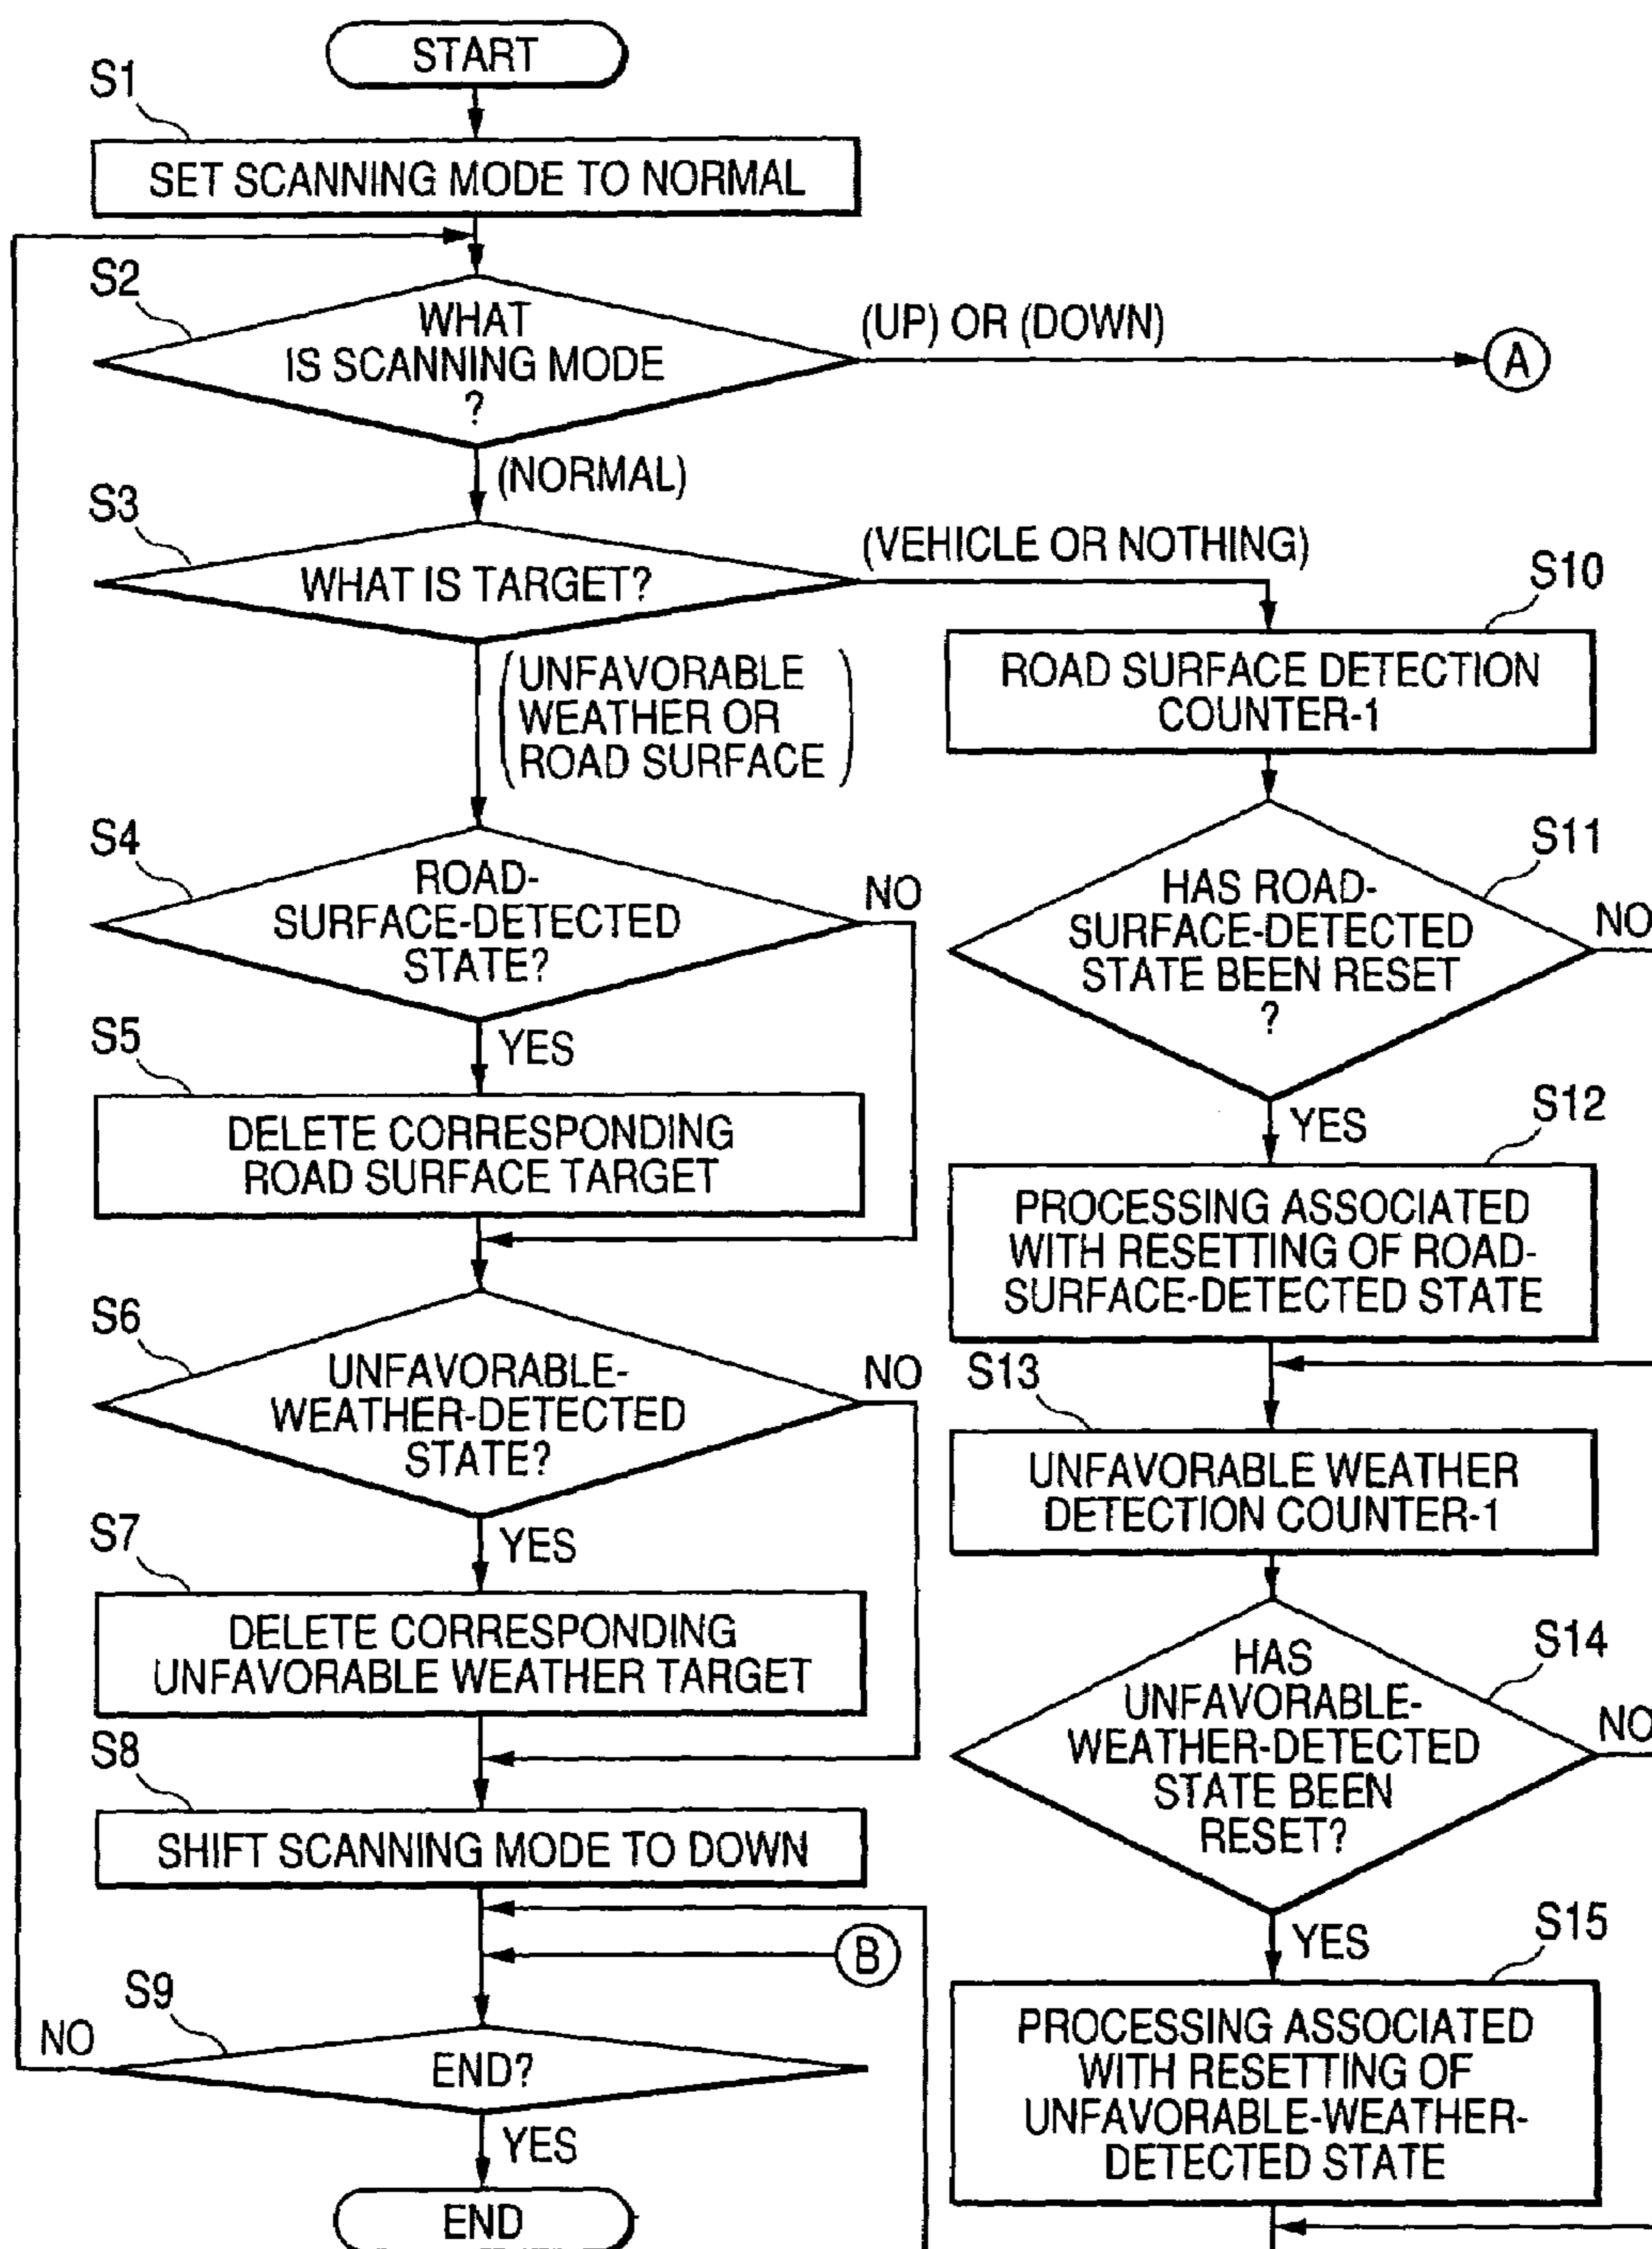 START
S1
SET SCANNING MODE TO NORMAL
S2
WHAT
IS SCANNING MODE
?
(UP) OR (DOWN)
A
(NORMAL)
S3
WHAT IS TARGET?
(VEHICLE OR NOTHING)
(UNFAVORABLE
WEATHER OR
ROAD SURFACE)
S4
ROAD-
SURFACE-DETECTED
STATE?
NO
YES
S5
DELETE CORRESPONDING
ROAD SURFACE TARGET
S6
UNFAVORABLE-
WEATHER-DETECTED
STATE?
NO
YES
S7
DELETE CORRESPONDING
UNFAVORABLE WEATHER TARGET
S8
SHIFT SCANNING MODE TO DOWN
B
S9
END?
NO
YES
END
S10
ROAD SURFACE DETECTION
COUNTER-1
S11
HAS ROAD-
SURFACE-DETECTED
STATE BEEN RESET
?
NO
YES
S12
PROCESSING ASSOCIATED
WITH RESETTING OF ROAD-
SURFACE-DETECTED STATE
S13
UNFAVORABLE WEATHER
DETECTION COUNTER-1
S14
HAS
UNFAVORABLE-
WEATHER-DETECTED
STATE BEEN
RESET?
NO
YES
S15
PROCESSING ASSOCIATED
WITH RESETTING OF
UNFAVORABLE-WEATHER-
DETECTED STATE